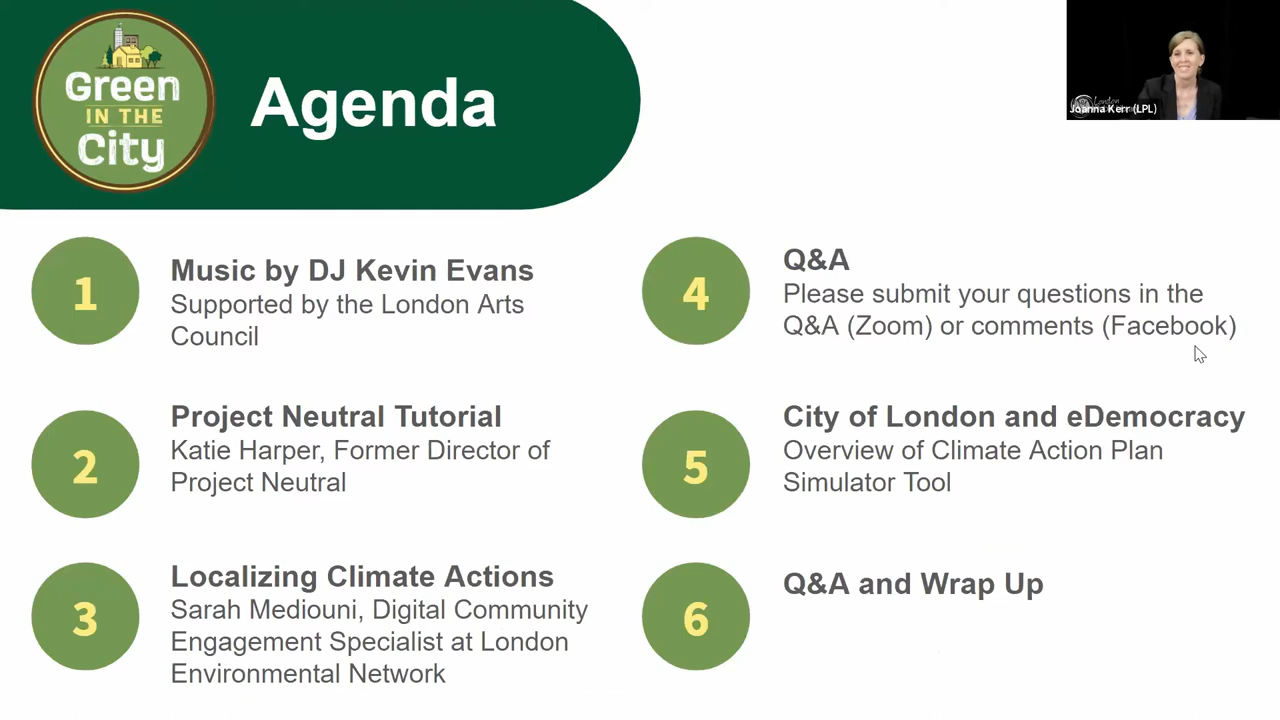 Green
IN THE
City
Agenda
London
Joanna Kerr (LPL)
1
Music by DJ Kevin Evans
Supported by the London Arts
Council
2
Project Neutral Tutorial
Katie Harper, Former Director of
Project Neutral
3
Localizing Climate Actions
Sarah Mediouni, Digital Community
Engagement Specialist at London
Environmental Network
4
Q&A
Please submit your questions in the
Q&A (Zoom) or comments (Facebook)
5
City of London and eDemocracy
Overview of Climate Action Plan
Simulator Tool
6
Q&A and Wrap Up